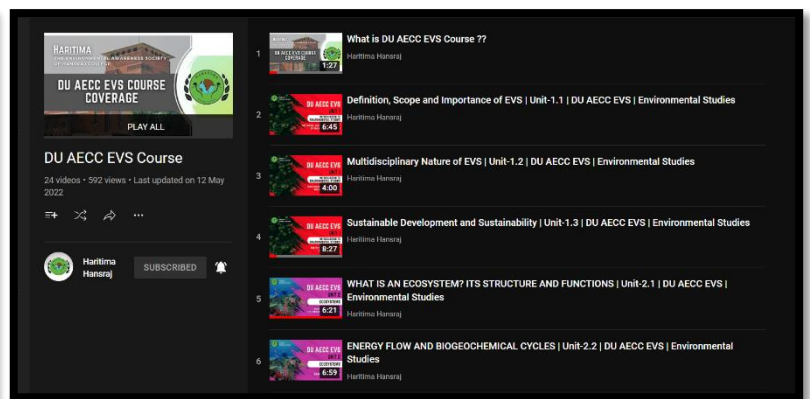 HARITIMA
THE ENVIRONMENTAL AWARENESS SOCIETY
OF HANSRAJ COLLEGE
DU AECC EVS COURSE
COVERAGE
PLAY ALL
DU AECC EVS Course
24 videos • 592 views • Last updated on 12 May
2022
Haritima
Hansraj
SUBSCRIBED
1
DU AECC EVS COURSE
COVERAGE
1:27
What is DU AECC EVS Course ??
Haritima Hansraj
2
DU AECC EVS
6:45
Definition, Scope and Importance of EVS | Unit-1.1 | DU AECC EVS | Environmental Studies
Haritima Hansraj
3
DU AECC EVS
4:00
Multidisciplinary Nature of EVS | Unit-1.2 | DU AECC EVS | Environmental Studies
Haritima Hansraj
4
DU AECC EVS
8:27
Sustainable Development and Sustainability | Unit-1.3 | DU AECC EVS | Environmental Studies
Haritima Hansraj
5
DU AECC EVS
ECOSYSTEMS
6:21
WHAT IS AN ECOSYSTEM? ITS STRUCTURE AND FUNCTIONS | Unit-2.1 | DU AECC EVS |
Environmental Studies
Haritima Hansraj
6
DU AECC EVS
ECOSYSTEMS
6:59
ENERGY FLOW AND BIOGEOCHEMICAL CYCLES | Unit-2.2 | DU AECC EVS | Environmental
Studies
Haritima Hansraj